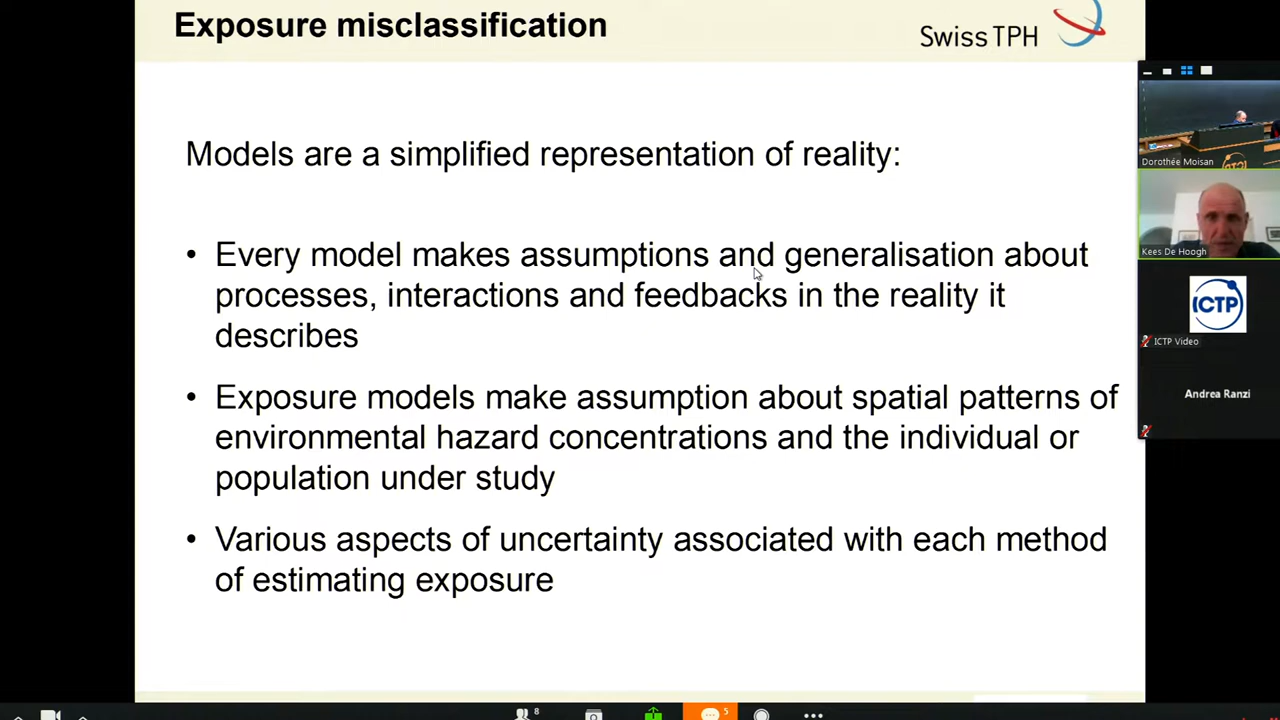 Exposure misclassification
Swiss TPH
Models are a simplified representation of reality:
• Every model makes assumptions and generalisation about
processes, interactions and feedbacks in the reality it
describes
• Exposure models make assumption about spatial patterns of
environmental hazard concentrations and the individual or
population under study
• Various aspects of uncertainty associated with each method
of estimating exposure
Dorothée Moisan
Kees De Hoogh
ICTP
ICTP Video
Andrea Ranzi
8
5